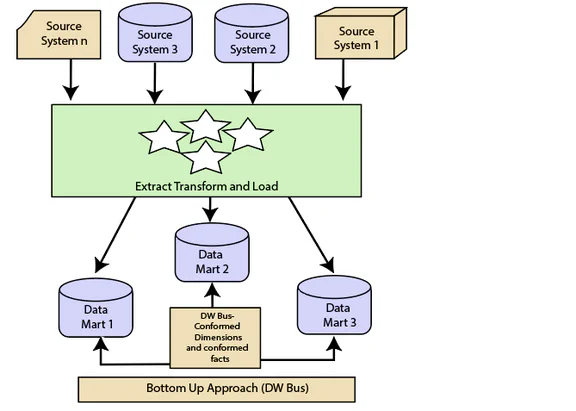 Source
System n
Source
System 3
Source
System 2
Source
System 1
Extract Transform and Load
Data
Mart 2
Data
Mart 1
Data
Mart 3
DW Bus-
Conformed
Dimensions
and conformed
facts
Bottom Up Approach (DW Bus)